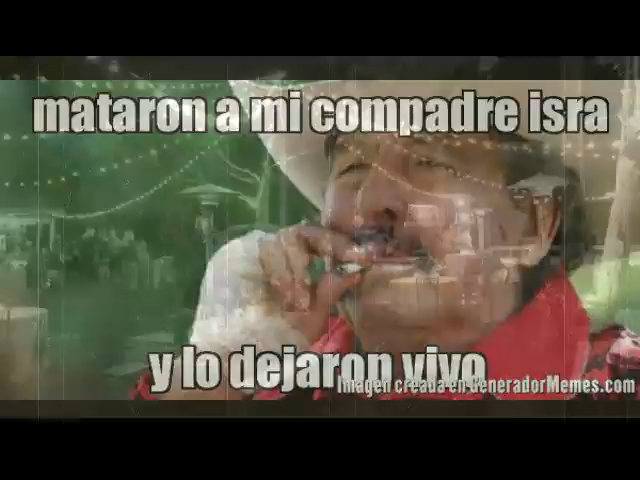 mataron a mi compadre isra
y lo dejaron vivo
Imagen creada en GeneradorMemes.com